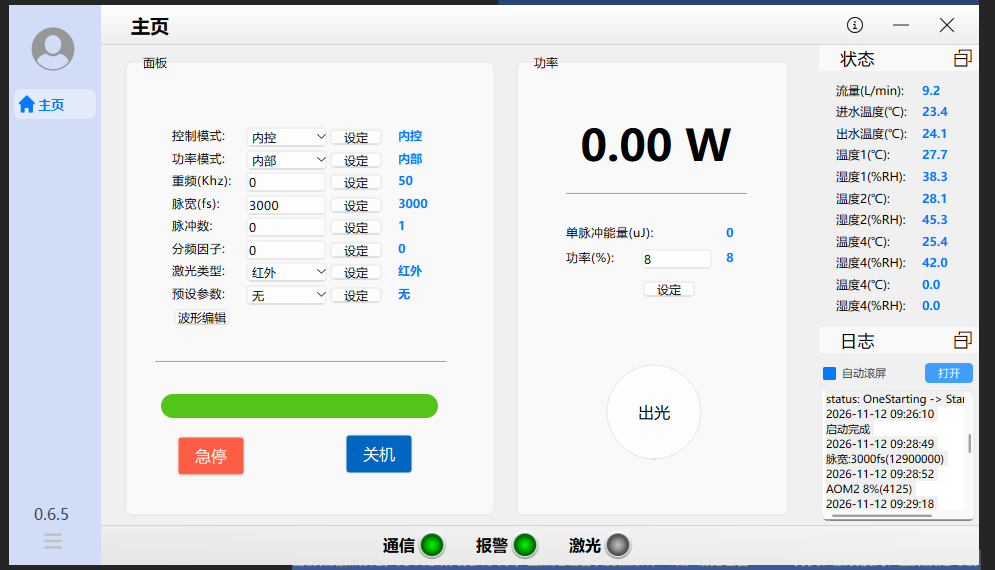 主页
主页
0.6.5
面板
控制模式: 内控 设定 内控
功率模式: 内部 设定 内部
重频(Khz): 0 设定 50
脉宽(fs): 3000 设定 3000
脉冲数: 0 设定 1
分频因子: 0 设定 0
激光类型: 红外 设定 红外
预设参数: 无 设定 无
波形编辑
急停 关机
功率
0.00 W
单脉冲能量(uJ): 0
功率(%): 8 8
设定
出光
状态
流量(L/min): 9.2
进水温度(℃): 23.4
出水温度(℃): 24.1
温度1(℃): 27.7
湿度1(%RH): 38.3
温度2(℃): 28.1
湿度2(%RH): 45.3
温度4(℃): 25.4
湿度4(%RH): 42.0
温度4(℃): 0.0
湿度4(%RH): 0.0
日志
自动滚屏 打开
status: OneStarting -> Star
2026-11-12 09:26:10
启动完成
2026-11-12 09:28:49
脉宽:3000fs(12900000)
2026-11-12 09:28:52
AOM2 8%(4125)
2026-11-12 09:29:18
通信 报警 激光